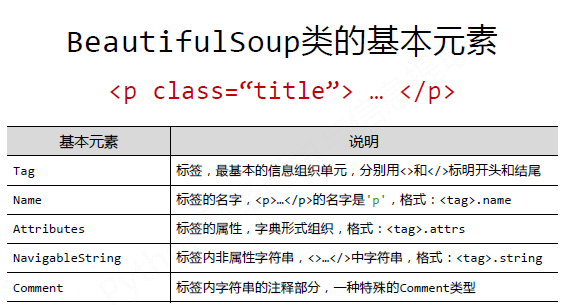 BeautifulSoup类的基本元素
<p class=“title”> … </p>
基本元素 说明
Tag 标签，最基本的信息组织单元，分别用<>和</>标明开头和结尾
Name 标签的名字，<p>…</p>的名字是'p'，格式：<tag>.name
Attributes 标签的属性，字典形式组织，格式：<tag>.attrs
NavigableString 标签内非属性字符串，<>…</>中字符串，格式：<tag>.string
Comment 标签内字符串的注释部分，一种特殊的Comment类型